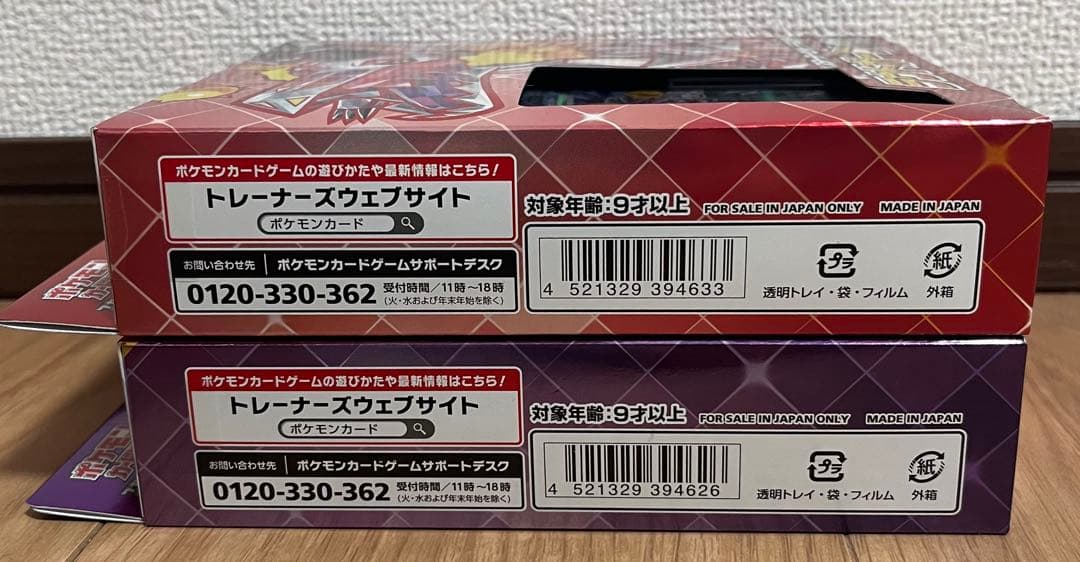 ポケモンカードゲームの遊びかたや最新情報はこちら!
トレーナーズウェブサイト
ポケモンカード
お問い合わせ先 ポケモンカードゲームサポートデスク
0120-330-362 受付時間/11時~18時
(火・水および年末年始を除く)
対象年齢:9才以上 FOR SALE IN JAPAN ONLY MADE IN JAPAN
4 521329 394633
プラ
透明トレイ・袋・フィルム
紙
外箱
ポケモン
ポケモンカードゲームの遊びかたや最新情報はこちら!
トレーナーズウェブサイト
ポケモンカード
お問い合わせ先 ポケモンカードゲームサポートデスク
0120-330-362 受付時間/11時~18時
(火・水および年末年始を除く)
対象年齢:9才以上 FOR SALE IN JAPAN ONLY MADE IN JAPAN
4 521329 394626
プラ
透明トレイ・袋・フィルム
紙
外箱
ポケモン